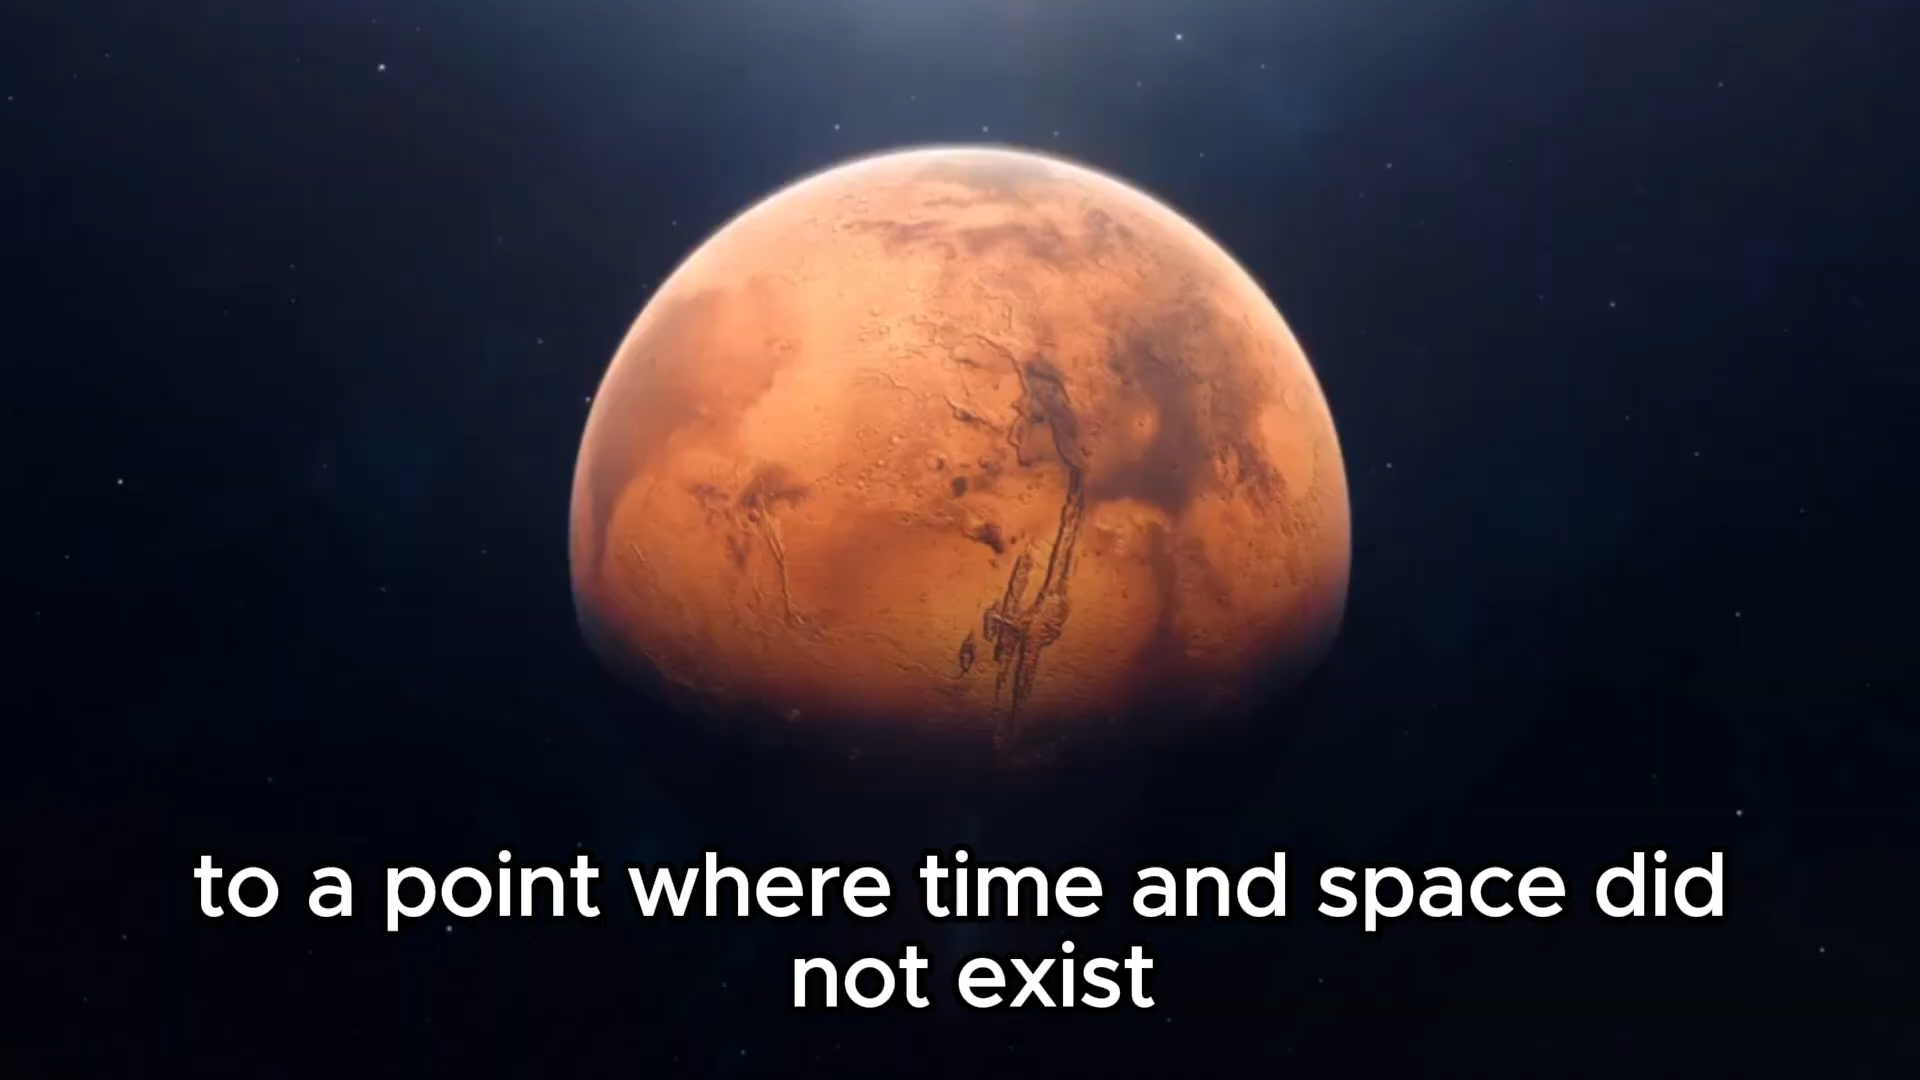 to a point where time and space did
not exist